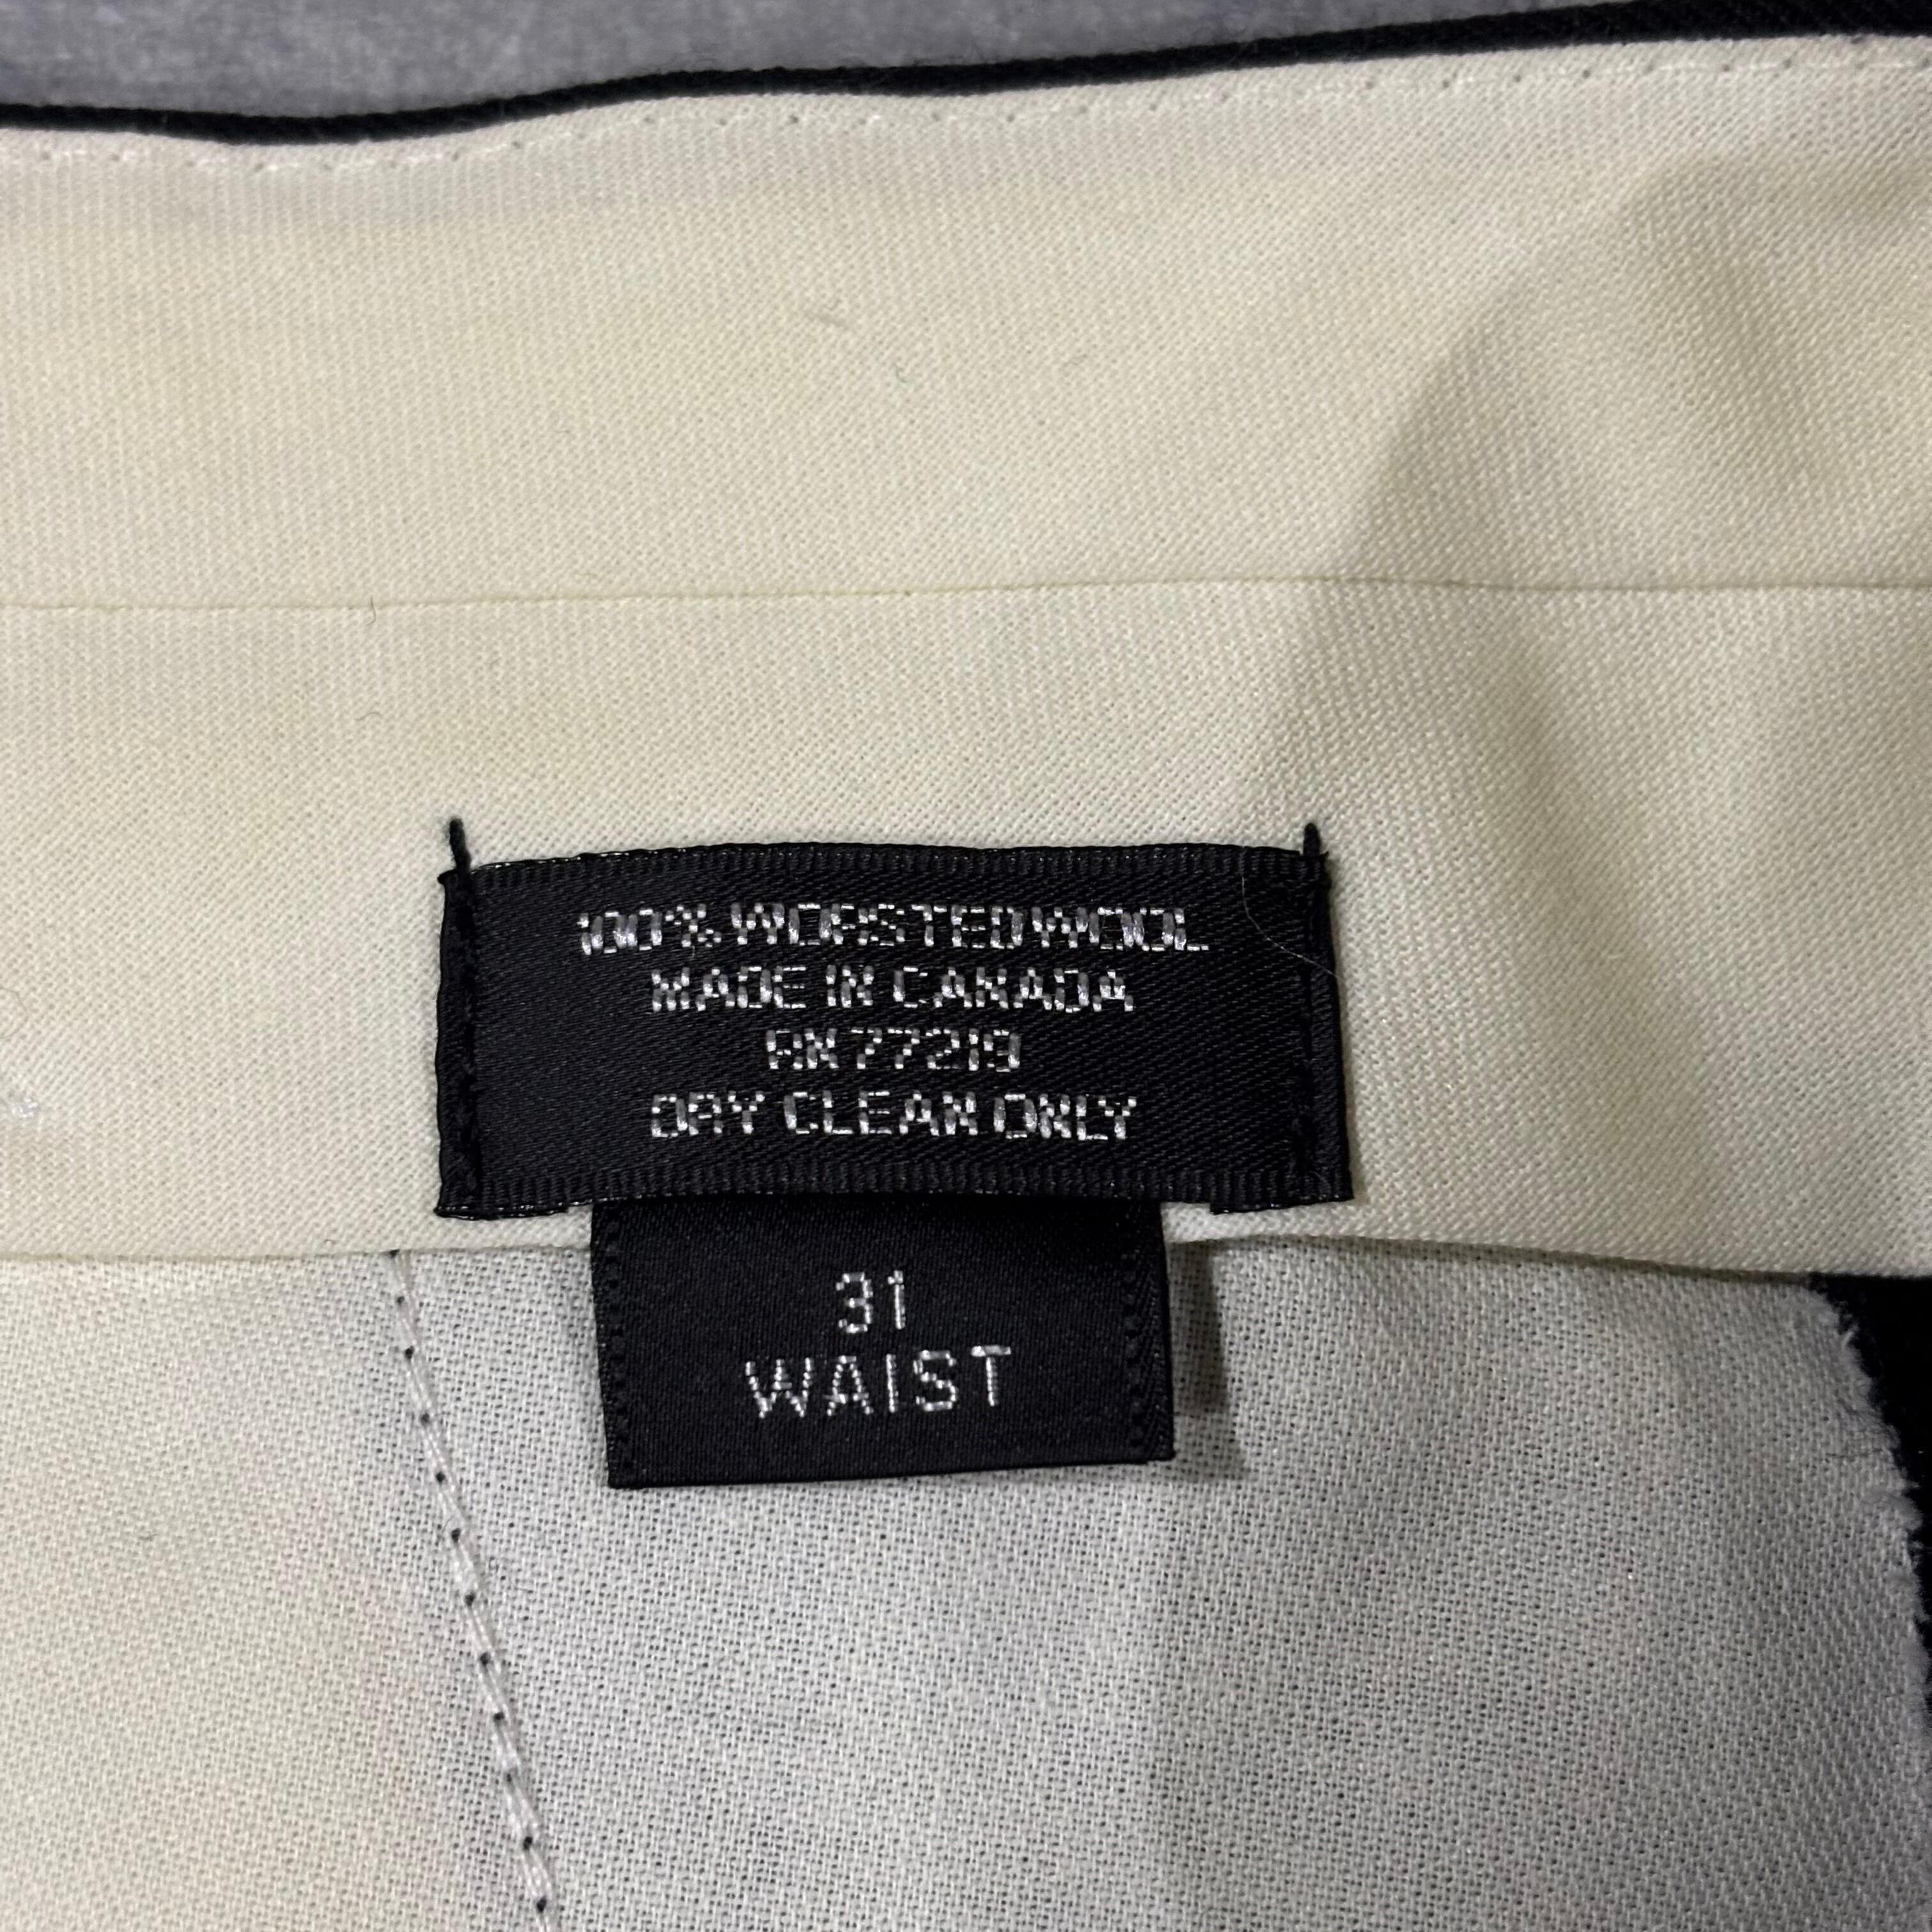 100% WORSTED WOOL
MADE IN CANADA
RN 77219
DRY CLEAN ONLY
31
WAIST